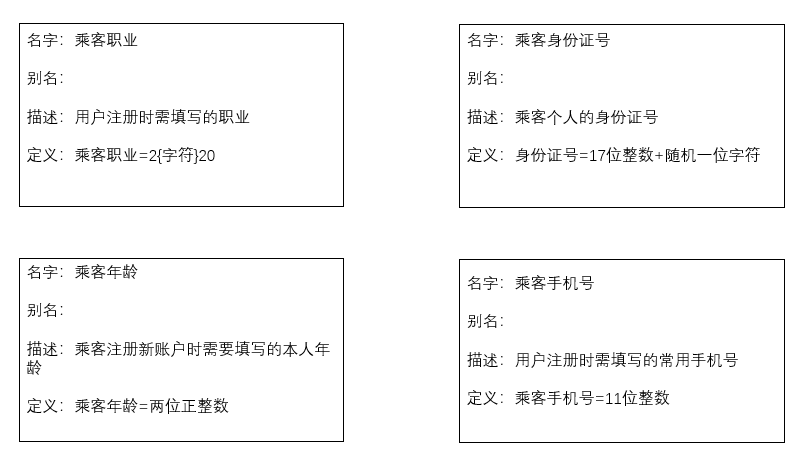 名字：乘客职业
别名：
描述：用户注册时需填写的职业
定义：乘客职业=2{字符}20
名字：乘客身份证号
别名：
描述：乘客个人的身份证号
定义：身份证号=17位整数+随机一位字符
名字：乘客年龄
别名：
描述：乘客注册新账户时需要填写的本人年
龄
定义：乘客年龄=两位正整数
名字：乘客手机号
别名：
描述：用户注册时需填写的常用手机号
定义：乘客手机号=11位整数